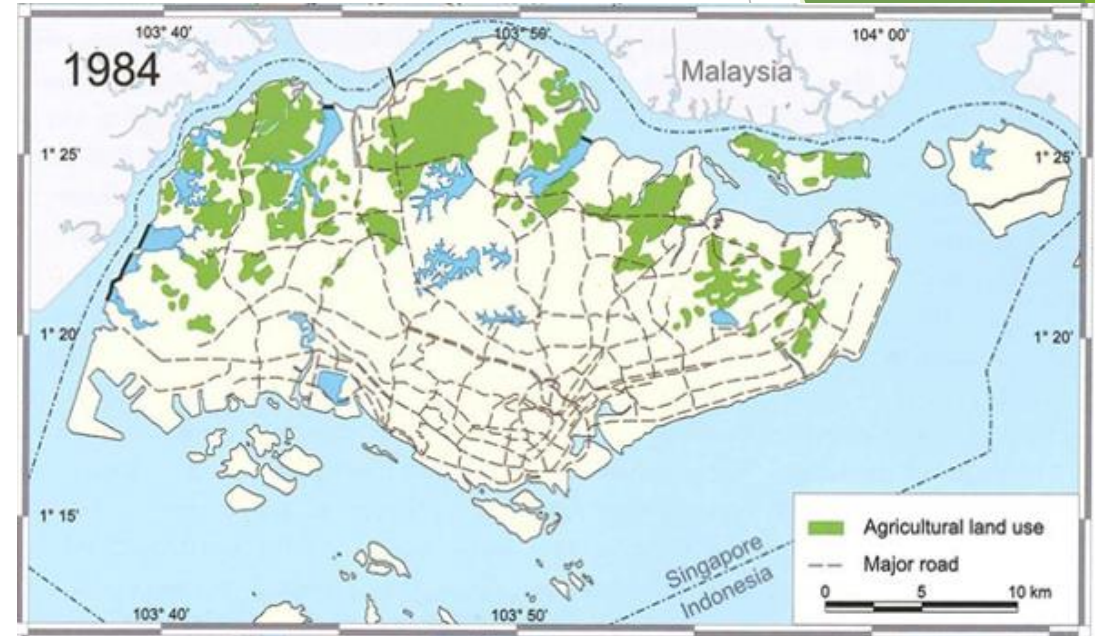 103° 40'
103° 50'
104° 00'
1984
Malaysia
1° 25'
1° 25'
1° 20'
1° 20'
1° 15'
Agricultural land use
Major road
0 5 10 km
Singapore
Indonesia
103° 40'
103° 50'